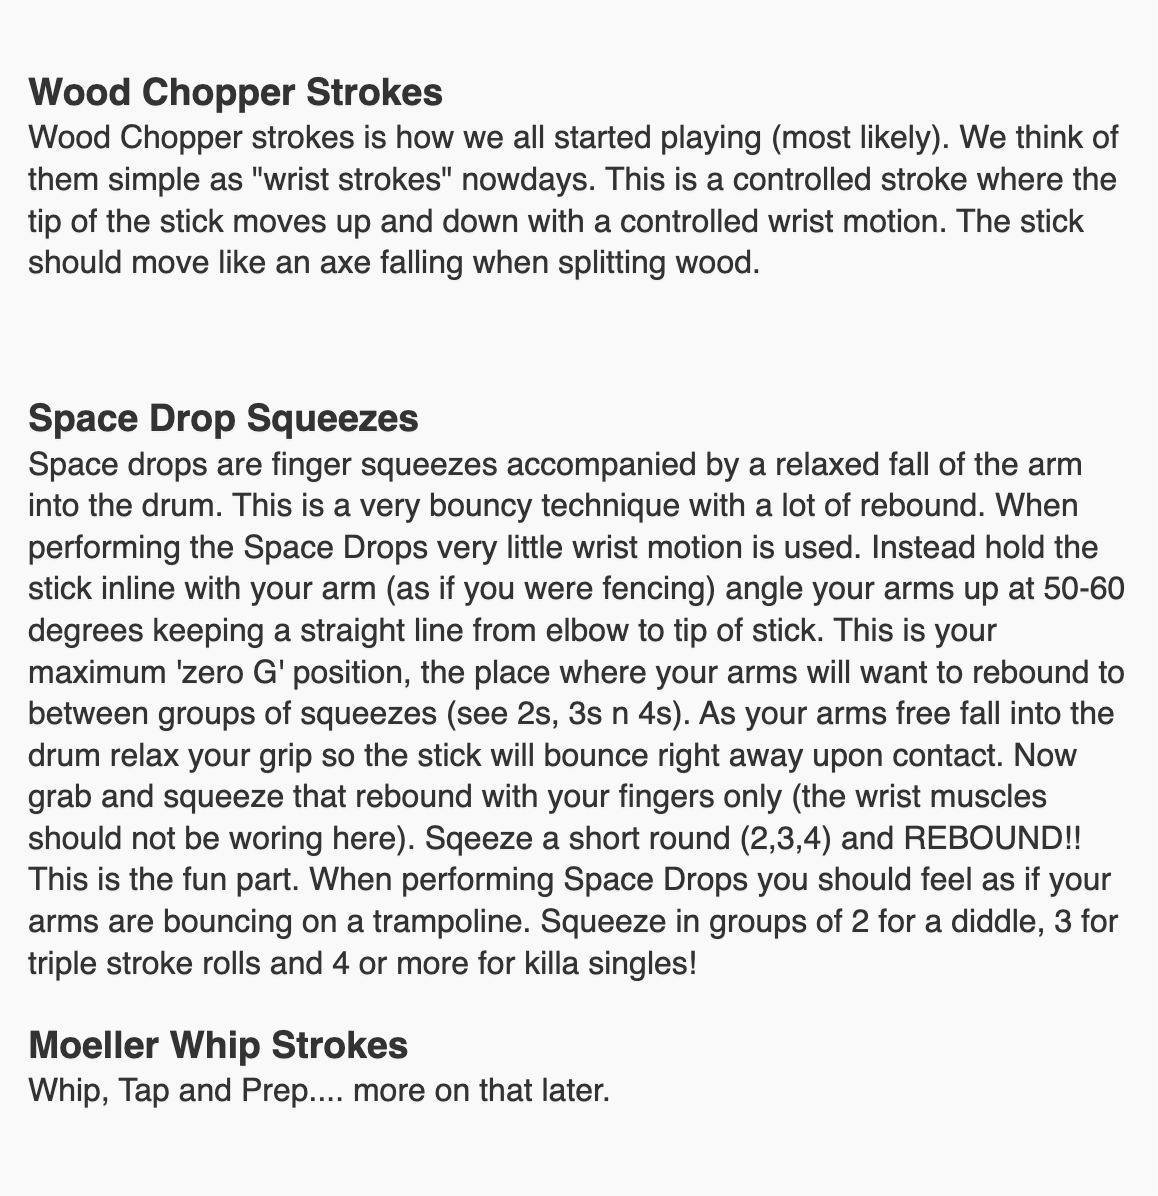 Wood Chopper Strokes
Wood Chopper strokes is how we all started playing (most likely). We think of
them simple as "wrist strokes" nowdays. This is a controlled stroke where the
tip of the stick moves up and down with a controlled wrist motion. The stick
should move like an axe falling when splitting wood.
Space Drop Squeezes
Space drops are finger squeezes accompanied by a relaxed fall of the arm
into the drum. This is a very bouncy technique with a lot of rebound. When
performing the Space Drops very little wrist motion is used. Instead hold the
stick inline with your arm (as if you were fencing) angle your arms up at 50-60
degrees keeping a straight line from elbow to tip of stick. This is your
maximum 'zero G' position, the place where your arms will want to rebound to
between groups of squeezes (see 2s, 3s n 4s). As your arms free fall into the
drum relax your grip so the stick will bounce right away upon contact. Now
grab and squeeze that rebound with your fingers only (the wrist muscles
should not be woring here). Sqeeze a short round (2,3,4) and REBOUND!!
This is the fun part. When performing Space Drops you should feel as if your
arms are bouncing on a trampoline. Squeeze in groups of 2 for a diddle, 3 for
triple stroke rolls and 4 or more for killa singles!
Moeller Whip Strokes
Whip, Tap and Prep.... more on that later.